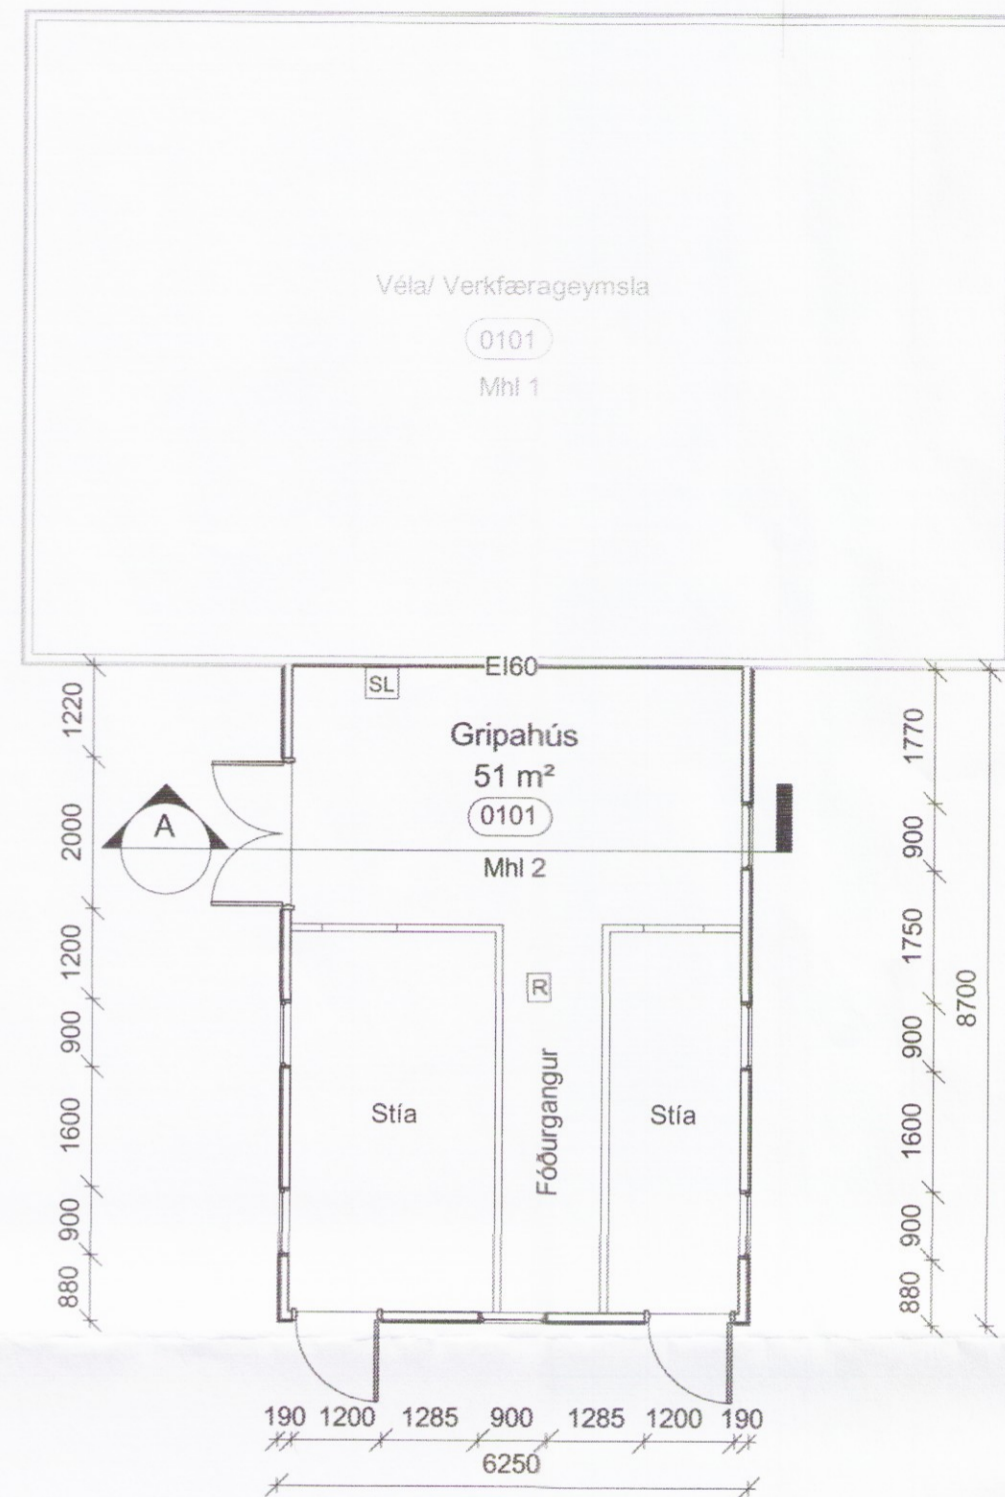 Véla/ Verkfærageymsla
0101
Mhl 1
EI60
SL
Gripahús
51 m²
0101
Mhl 2
A
R
Stía
Fóðurgangur
Stía
1220
2000
1200
900
1600
900
880
1770
900
1750
900
1600
900
880
8700
190 1200 1285 900 1285 1200 190
6250